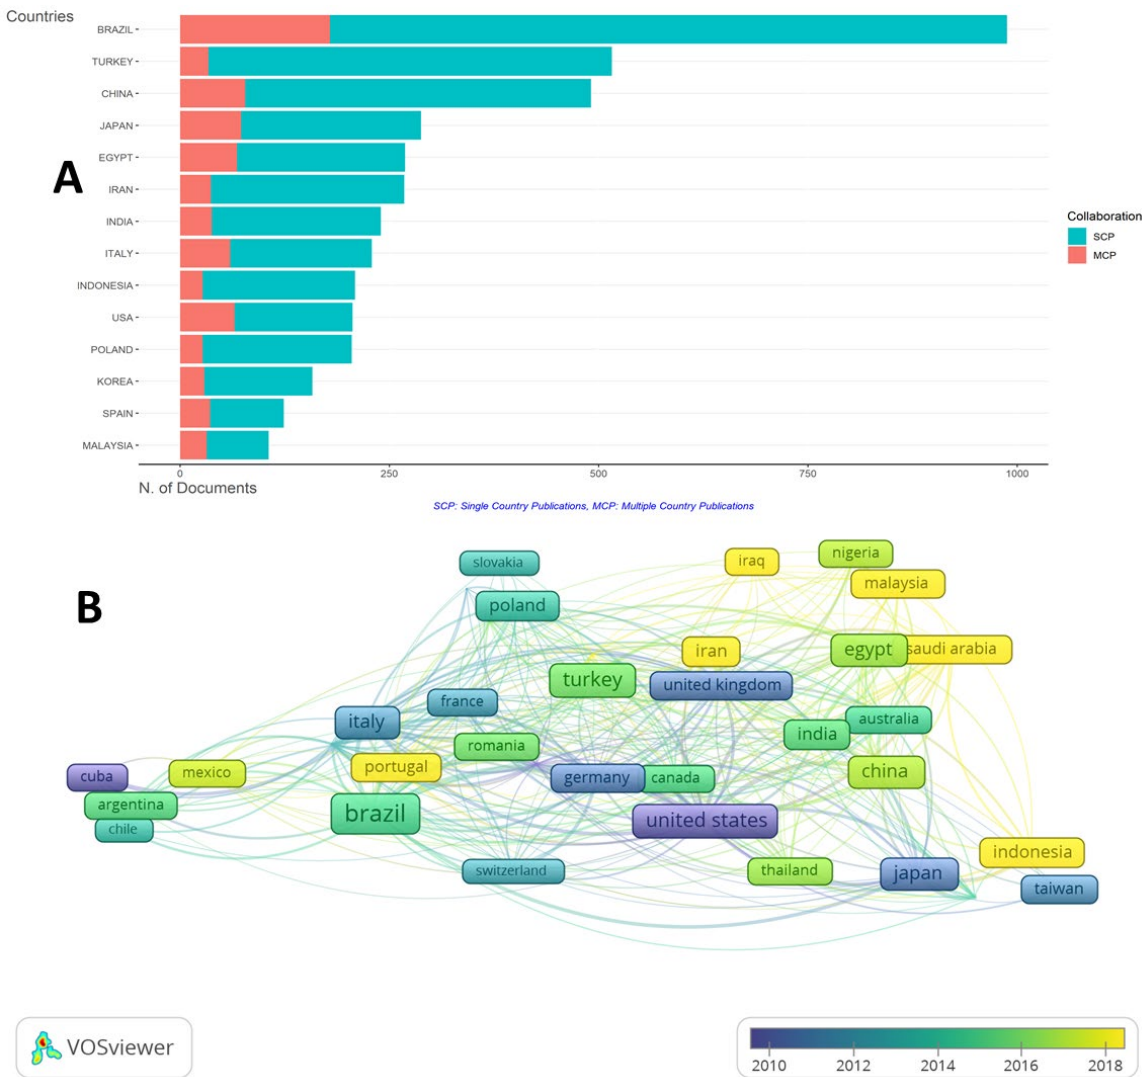 Countries
BRAZIL
TURKEY
CHINA
JAPAN
EGYPT
A
IRAN
INDIA
ITALY
INDONESIA
USA
POLAND
KOREA
SPAIN
MALAYSIA
Collaboration
SCP
MCP
0 250 500 750 1000
N. of Documents
SCP: Single Country Publications, MCP: Multiple Country Publications
B
slovakia
iraq
nigeria
malaysia
poland
iran
egypt
saudi arabia
turkey
united kingdom
france
italy
australia
india
romania
portugal
mexico
cuba
germany
canada
china
argentina
brazil
chile
united states
indonesia
switzerland
thailand
japan
taiwan
VOSviewer
2010 2012 2014 2016 2018